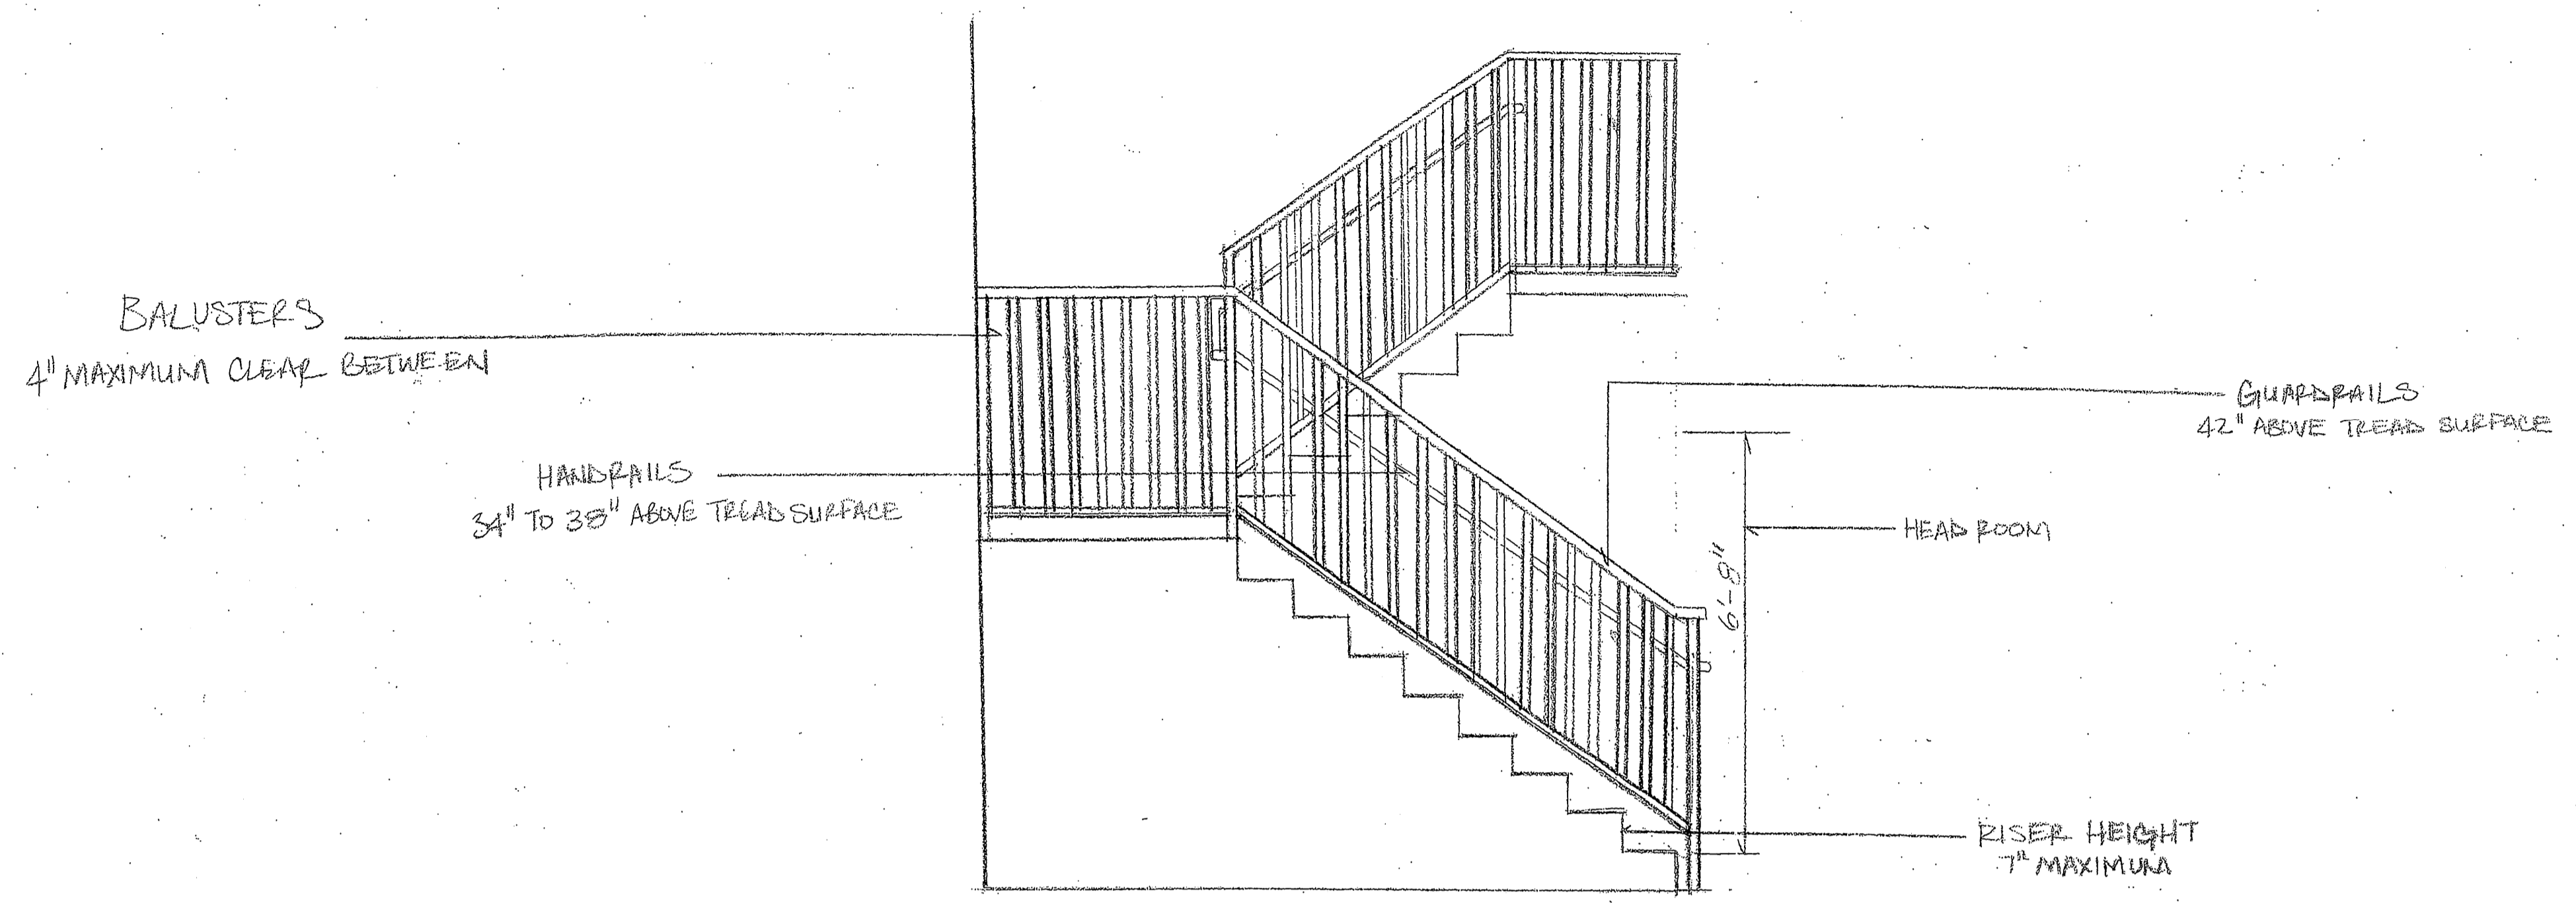 BALUSTERS
4" MAXIMUM CLEAR BETWEEN
HANDRAILS
34" TO 38" ABOVE TREAD SURFACE
GUARDRAILS
42" ABOVE TREAD SURFACE
HEAD ROOM
6'-8"
RISER HEIGHT
7" MAXIMUM